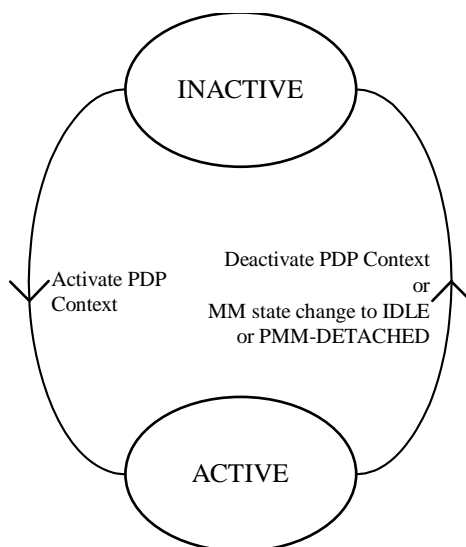 INACTIVE
Activate PDP
Context
Deactivate PDP Context
or
MM state change to IDLE
or PMM-DETACHED
ACTIVE